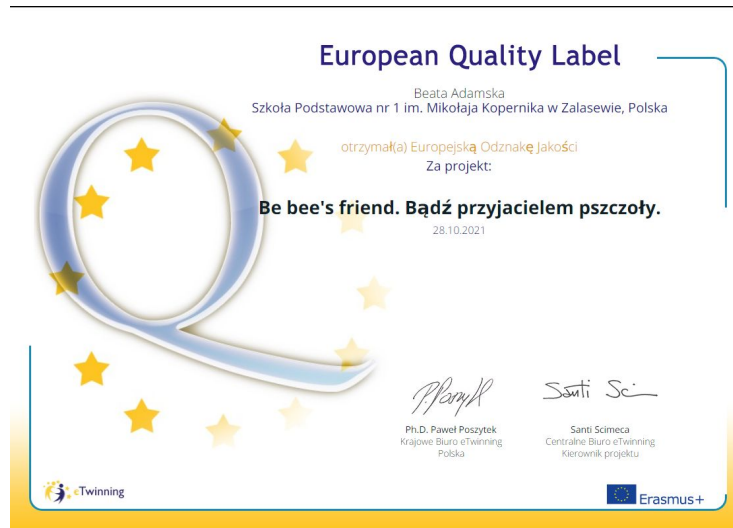 European Quality Label
Beata Adamska
Szkoła Podstawowa nr 1 im. Mikołaja Kopernika w Zalasewie, Polska
otrzymał(a) Europejską Odznakę Jakości
Za projekt:
Be bee's friend. Bądź przyjacielem pszczoły.
28.10.2021
Ph.D. Paweł Poszytek
Krajowe Biuro eTwinning
Polska
Santi Scimeca
Centralne Biuro eTwinning
Kierownik projektu
eTwinning
Erasmus+